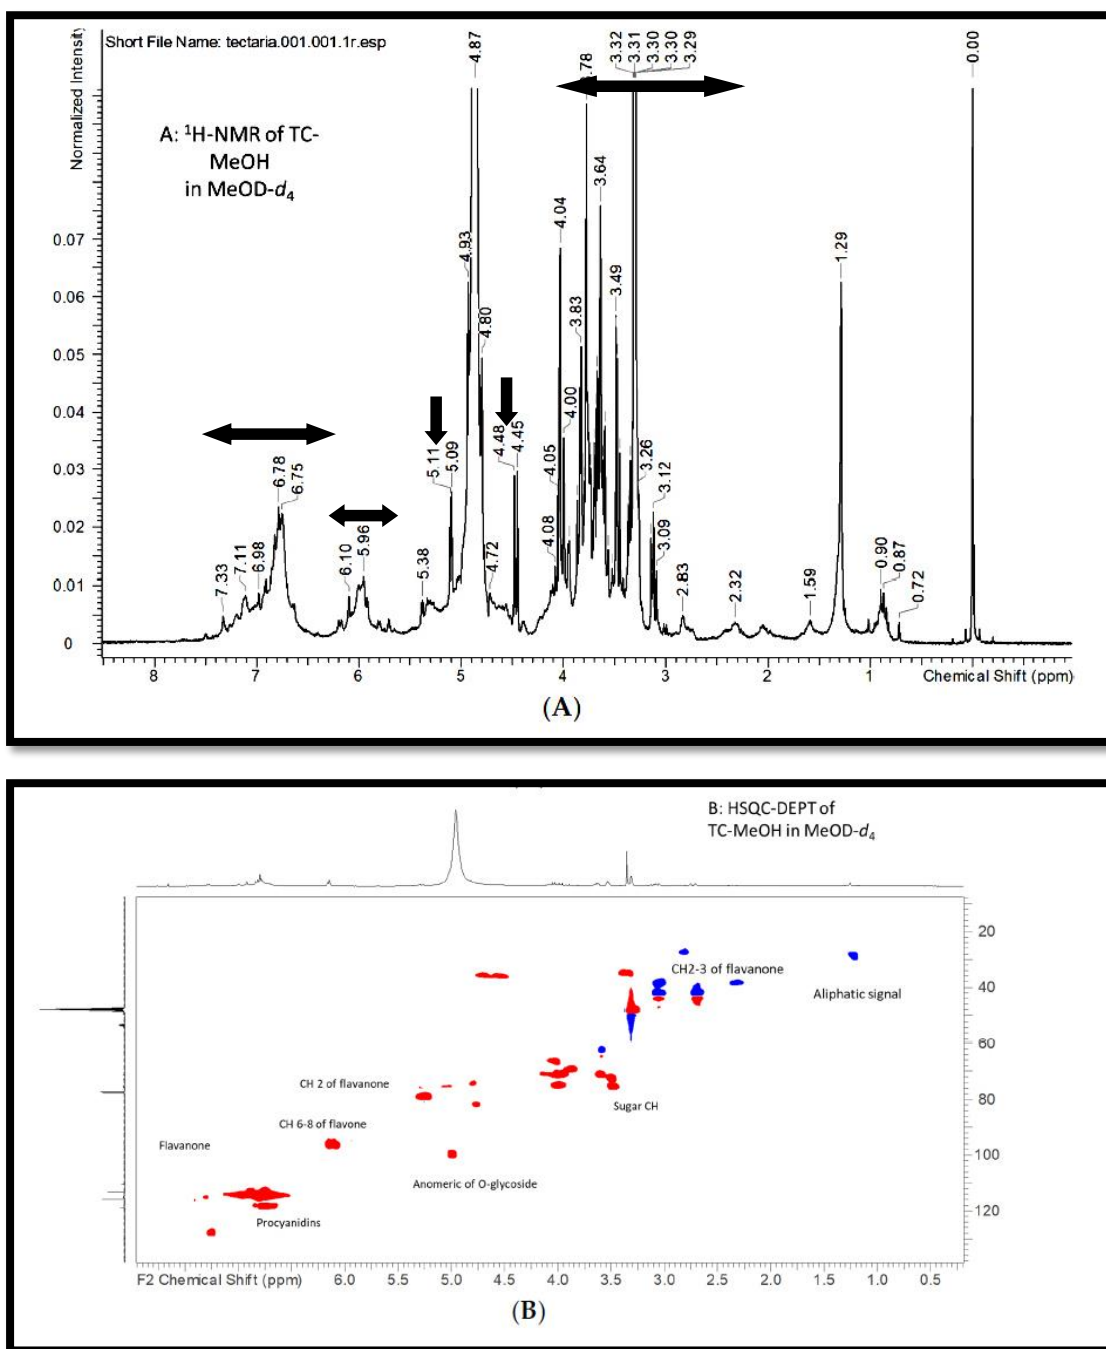 Short File Name: tectaria.001.001.1r.esp
Normalized Intensity
A: ¹H-NMR of TC-
MeOH
in MeOD-d₄
4.87
.78
3.32
3.31
3.30
3.30
3.29
0.00
3.64
4.04
4.93
4.80
3.83
3.49
1.29
4.00
4.48
4.45
5.11
5.09
4.05
4.08
3.26
3.12
3.09
6.78
6.75
7.33
7.11
6.98
6.10
5.96
5.38
4.72
2.83
2.32
1.59
0.90
0.87
0.72
0.07
0.06
0.05
0.04
0.03
0.02
0.01
0
8 7 6 5 4 3 2 1 Chemical Shift (ppm)
(A)
B: HSQC-DEPT of
TC-MeOH in MeOD-d₄
20
CH2-3 of flavanone
40
Aliphatic signal
60
CH 2 of flavanone
80
Sugar CH
CH 6-8 of flavone
Flavanone
100
Anomeric of O-glycoside
Procyanidins
120
F2 Chemical Shift (ppm) 6.0 5.5 5.0 4.5 4.0 3.5 3.0 2.5 2.0 1.5 1.0 0.5
(B)